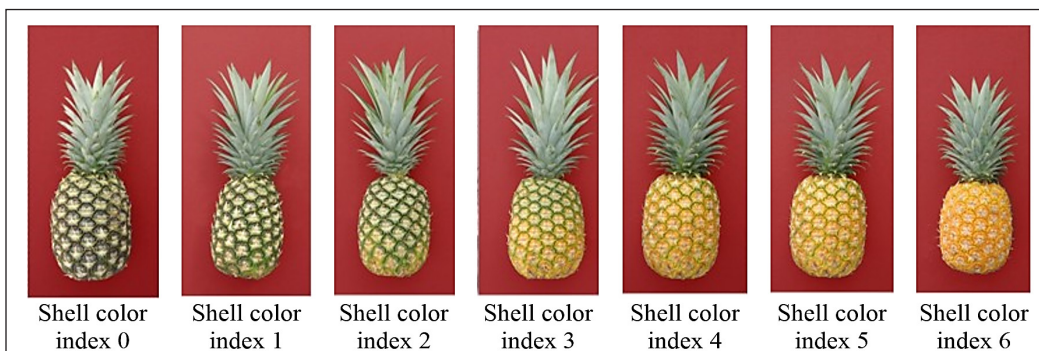 Shell color
index 0
Shell color
index 1
Shell color
index 2
Shell color
index 3
Shell color
index 4
Shell color
index 5
Shell color
index 6